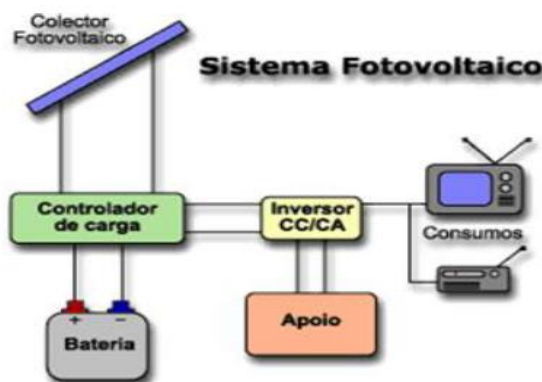 Colector
Fotovoltaico
Sistema Fotovoltaico
Controlador
de carga
Inversor
CC/CA
Consumos
+ −
Bateria
Apoio